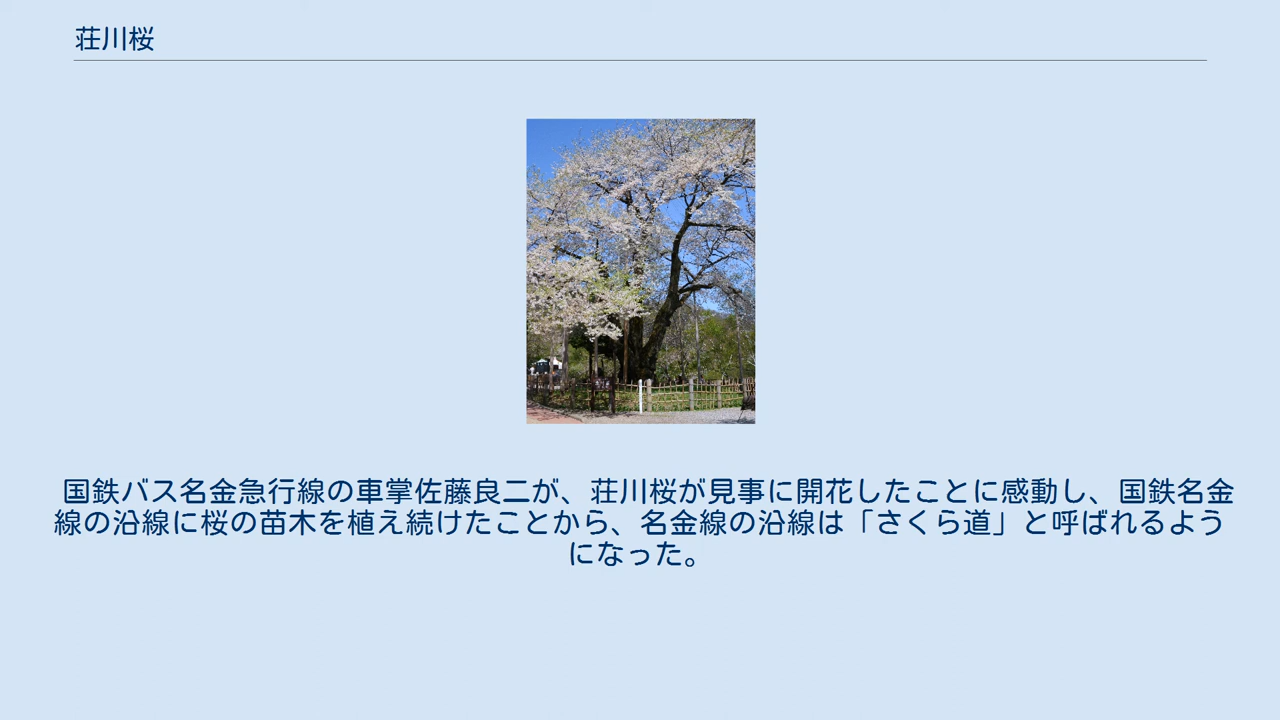 荘川桜
国鉄バス名金急行線の車掌佐藤良二が、荘川桜が見事に開花したことに感動し、国鉄名金
線の沿線に桜の苗木を植え続けたことから、名金線の沿線は「さくら道」と呼ばれるよう
になった。